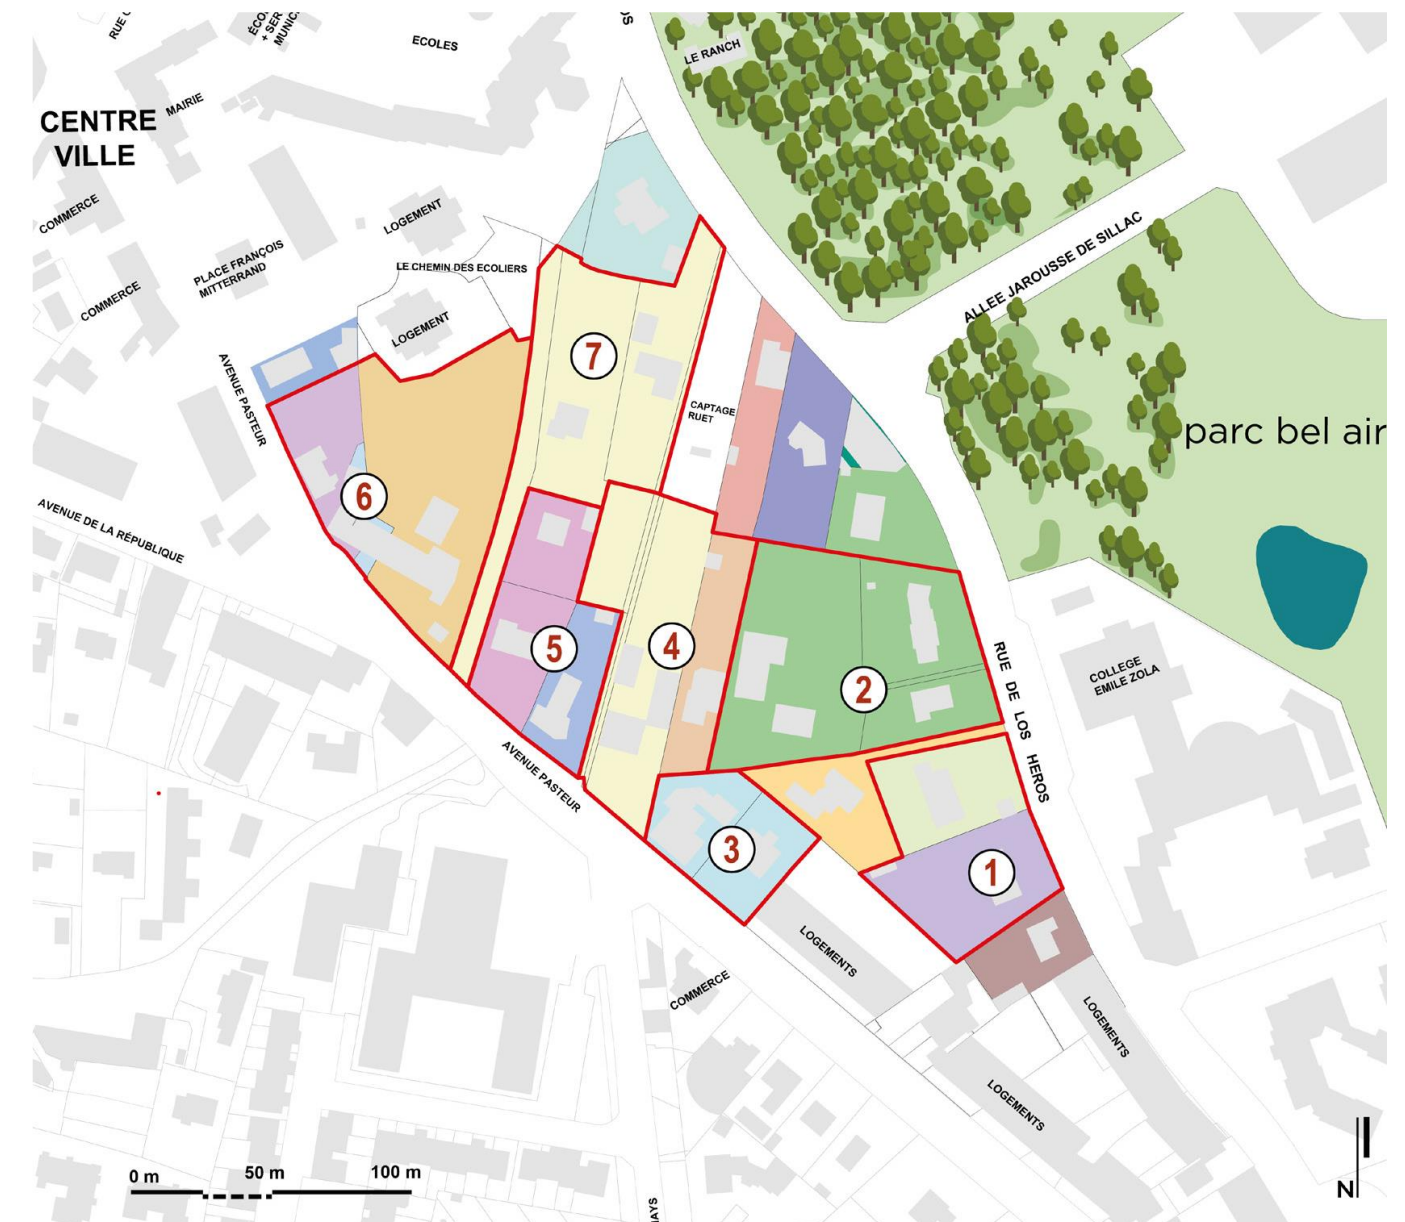 ECOLES
LE RANCH
MAIRIE
CENTRE
VILLE
COMMERCE
LOGEMENT
PLACE FRANÇOIS
MITTERRAND
LE CHEMIN DES ECOLIERS
ALLEE JAROUSSE DE SILLAC
COMMERCE
LOGEMENT
7
AVENUE PASTEUR
CAPTAGE
RUET
parc bel air
6
AVENUE DE LA RÉPUBLIQUE
5
4
2
COLLEGE
EMILE ZOLA
RUE DE LOS HEROS
AVENUE PASTEUR
3
1
LOGEMENTS
COMMERCE
LOGEMENTS
LOGEMENTS
0 m
50 m
100 m
N